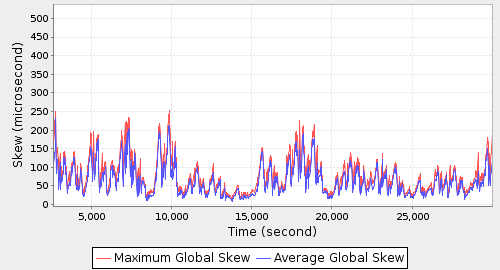 Skew (microsecond)
500
450
400
350
300
250
200
150
100
50
0
5,000 10,000 15,000 20,000 25,000
Time (second)
Maximum Global Skew Average Global Skew